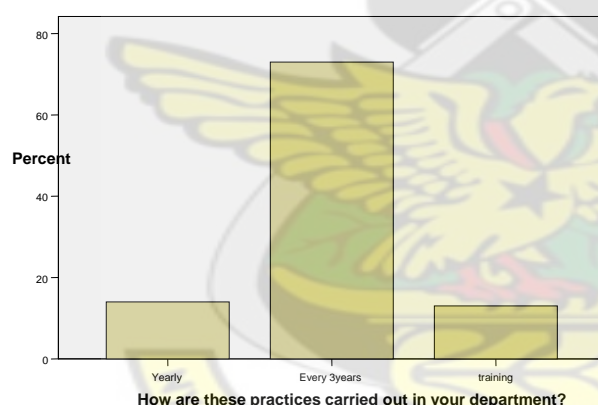 80
60
Percent
40
20
0
Yearly Every 3years training
How are these practices carried out in your department?